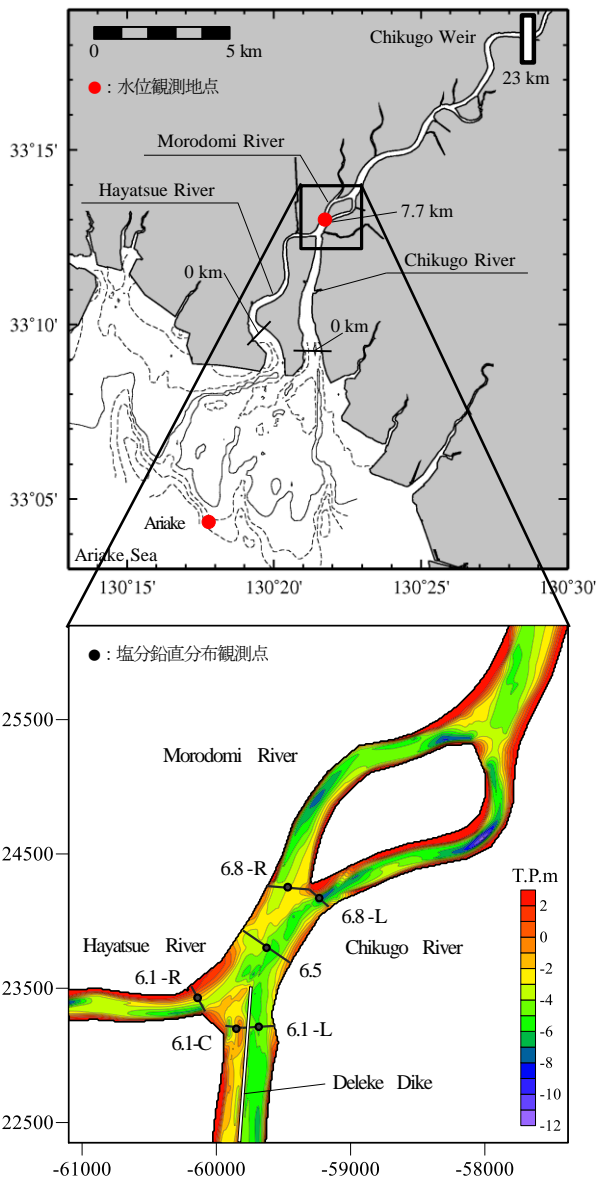 Chikugo Weir
0 5 km
23 km
●：水位観測地点
33°15'
Morodomi River
Hayatsue River
7.7 km
Chikugo River
0 km
33°10'
0 km
33°05'
Ariake
Ariake Sea
130°15' 130°20' 130°25' 130°30'
●：塩分鉛直分布観測点
25500
Morodomi River
24500
6.8-R
T.P.m
6.8-L
2
0
-2
-4
-6
-8
-10
-12
Hayatsue River
Chikugo River
6.5
6.1-R
23500
6.1-C
6.1-L
Deleke Dike
22500
-61000 -60000 -59000 -58000